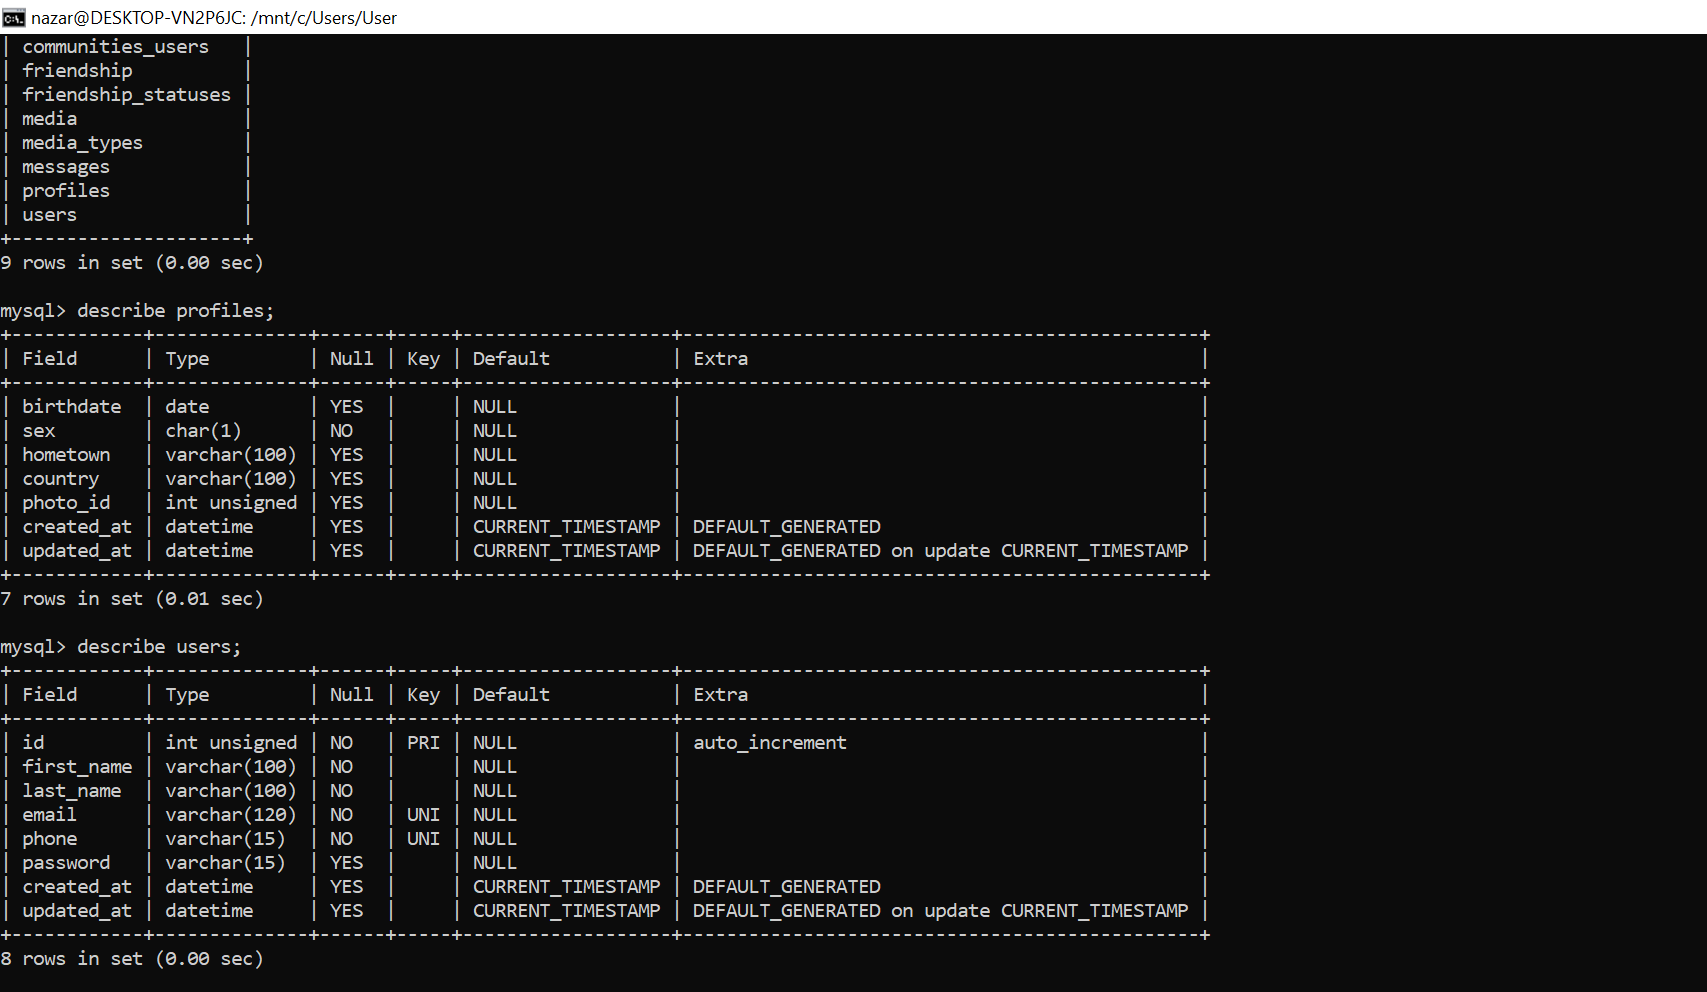 nazar@DESKTOP-VN2P6JC: /mnt/c/Users/User
| communities_users   |
| friendship          |
| friendship_statuses |
| media               |
| media_types         |
| messages            |
| profiles            |
| users               |
+---------------------+
9 rows in set (0.00 sec)
mysql> describe profiles;
+------------+--------------+------+-----+-------------------+-----------------------------------------------+
| Field      | Type         | Null | Key | Default           | Extra                                         |
+------------+--------------+------+-----+-------------------+-----------------------------------------------+
| birthdate  | date         | YES  |     | NULL              |                                               |
| sex        | char(1)      | NO   |     | NULL              |                                               |
| hometown   | varchar(100) | YES  |     | NULL              |                                               |
| country    | varchar(100) | YES  |     | NULL              |                                               |
| photo_id   | int unsigned | YES  |     | NULL              |                                               |
| created_at | datetime     | YES  |     | CURRENT_TIMESTAMP | DEFAULT_GENERATED                             |
| updated_at | datetime     | YES  |     | CURRENT_TIMESTAMP | DEFAULT_GENERATED on update CURRENT_TIMESTAMP |
+------------+--------------+------+-----+-------------------+-----------------------------------------------+
7 rows in set (0.01 sec)
mysql> describe users;
+------------+--------------+------+-----+-------------------+-----------------------------------------------+
| Field      | Type         | Null | Key | Default           | Extra                                         |
+------------+--------------+------+-----+-------------------+-----------------------------------------------+
| id         | int unsigned | NO   | PRI | NULL              | auto_increment                                |
| first_name | varchar(100) | NO   |     | NULL              |                                               |
| last_name  | varchar(100) | NO   |     | NULL              |                                               |
| email      | varchar(120) | NO   | UNI | NULL              |                                               |
| phone      | varchar(15)  | NO   | UNI | NULL              |                                               |
| password   | varchar(15)  | YES  |     | NULL              |                                               |
| created_at | datetime     | YES  |     | CURRENT_TIMESTAMP | DEFAULT_GENERATED                             |
| updated_at | datetime     | YES  |     | CURRENT_TIMESTAMP | DEFAULT_GENERATED on update CURRENT_TIMESTAMP |
+------------+--------------+------+-----+-------------------+-----------------------------------------------+
8 rows in set (0.00 sec)